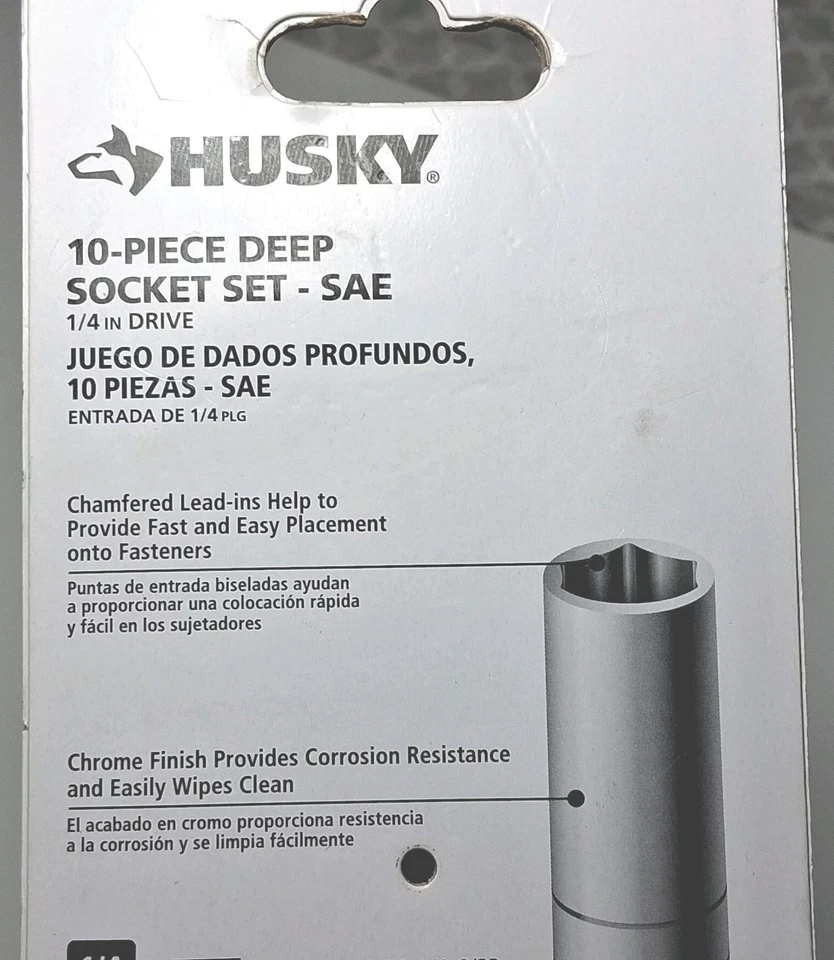 HUSKY®
10-PIECE DEEP
SOCKET SET - SAE
1/4 IN DRIVE
JUEGO DE DADOS PROFUNDOS,
10 PIEZAS - SAE
ENTRADA DE 1/4 PLG
Chamfered Lead-ins Help to
Provide Fast and Easy Placement
onto Fasteners
Puntas de entrada biseladas ayudan
a proporcionar una colocación rápida
y fácil en los sujetadores
Chrome Finish Provides Corrosion Resistance
and Easily Wipes Clean
El acabado en cromo proporciona resistencia
a la corrosión y se limpia fácilmente